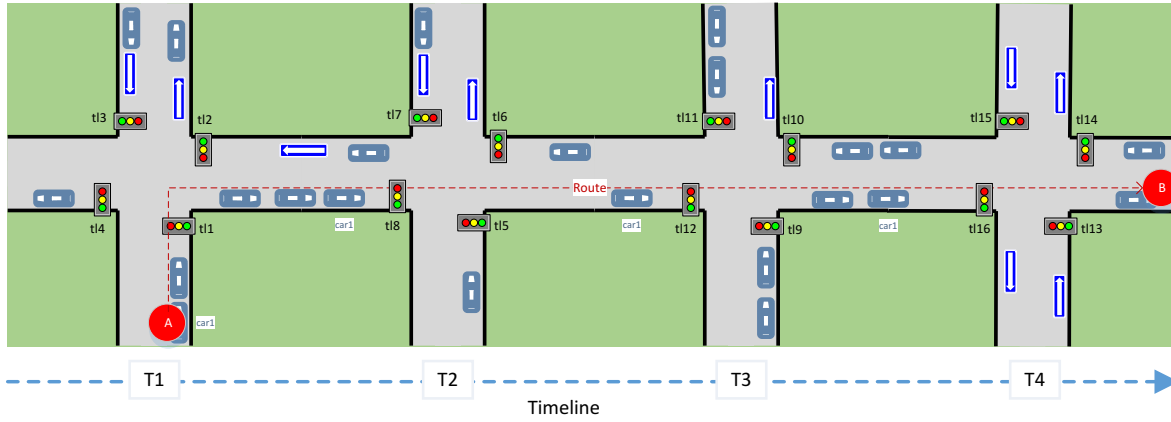 tl3
tl2
tl7
tl6
tl11
tl10
tl15
tl14
Route
B
tl4
tl1
car1
tl8
tl5
car1
tl12
tl9
car1
tl16
tl13
A
car1
T1
T2
T3
T4
Timeline